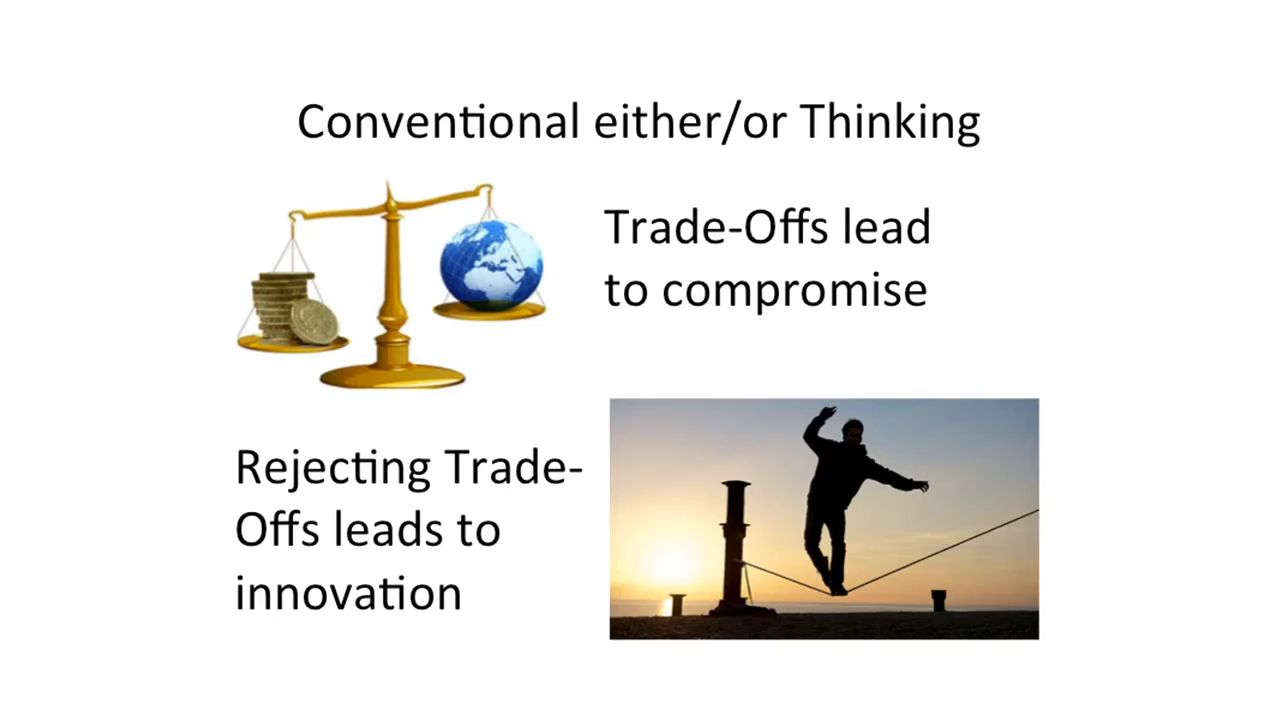 Conventional either/or Thinking
Trade-Offs lead
to compromise
Rejecting Trade-
Offs leads to
innovation